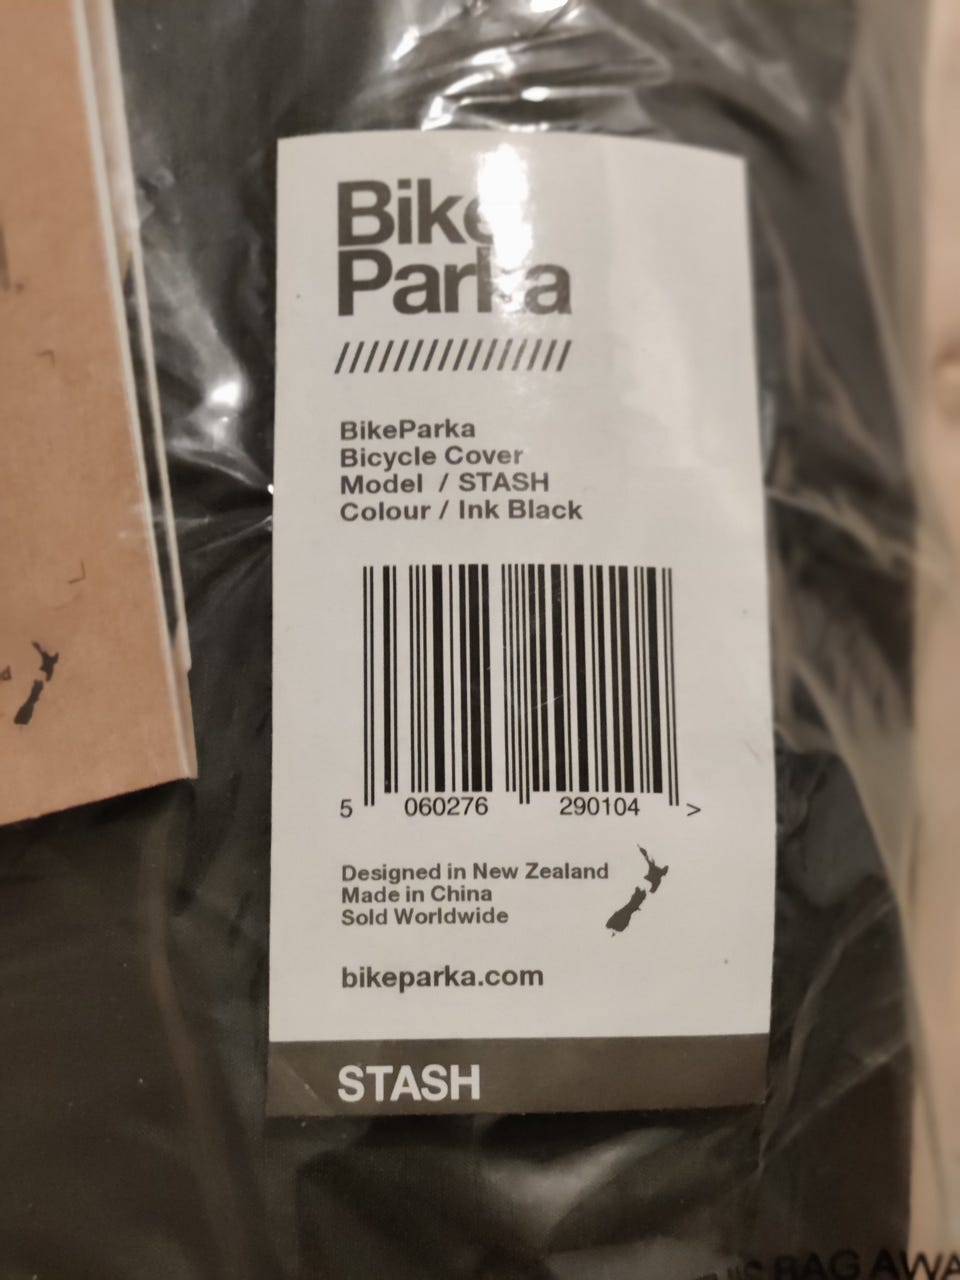 Bike
Parka
////////////////
BikeParka
Bicycle Cover
Model / STASH
Colour / Ink Black
5 060276 290104 >
Designed in New Zealand
Made in China
Sold Worldwide
bikeparka.com
STASH
BAG